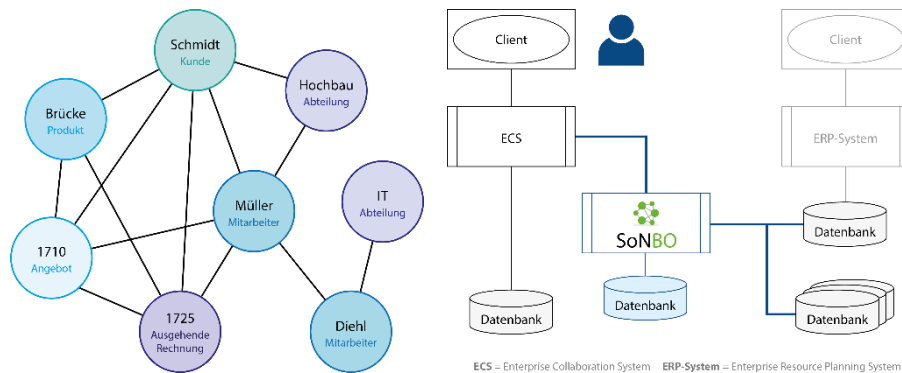 Schmidt
Kunde
Hochbau
Abteilung
Brücke
Produkt
Müller
Mitarbeiter
IT
Abteilung
1710
Angebot
1725
Ausgehende
Rechnung
Diehl
Mitarbeiter
Client
Client
ECS
ERP-System
SoNBO
Datenbank
Datenbank
Datenbank
Datenbank
ECS = Enterprise Collaboration System ERP-System = Enterprise Resource Planning System